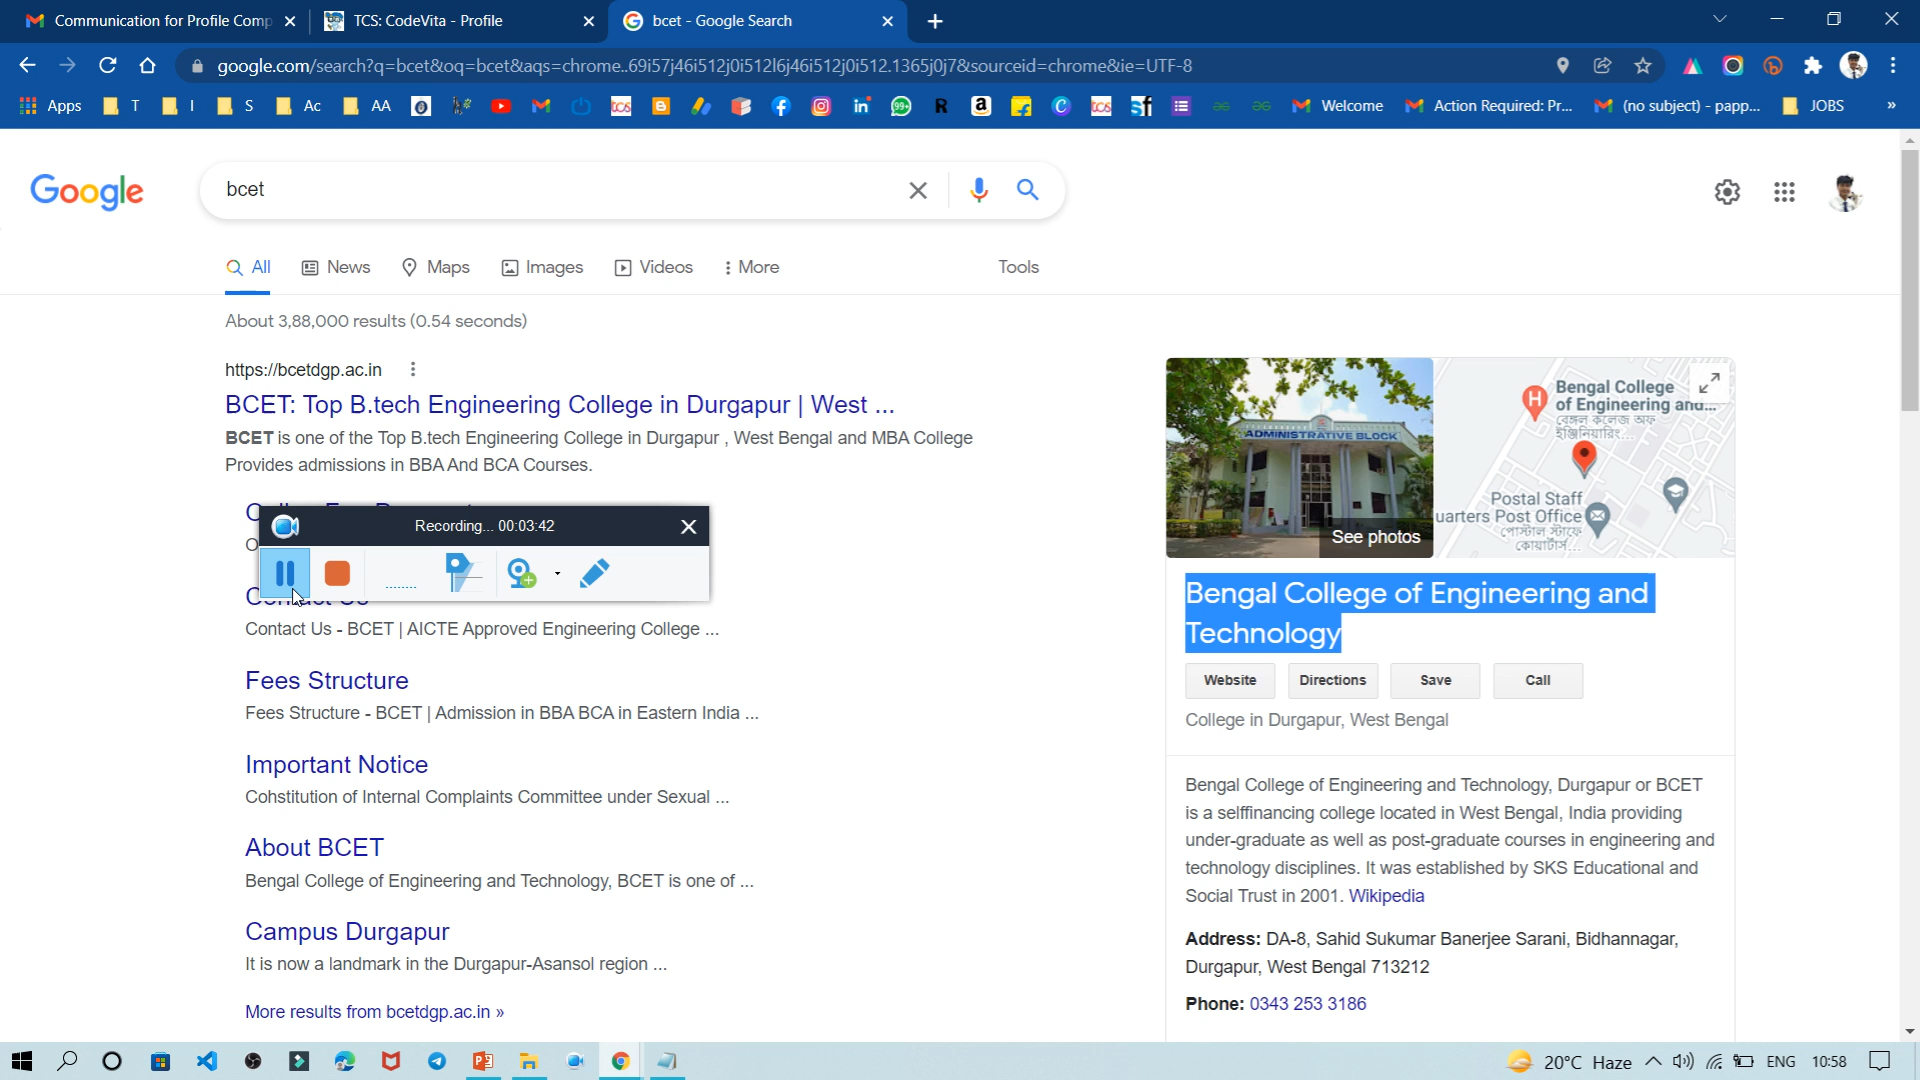 Communication for Profile Comp
TCS: CodeVita - Profile
bcet - Google Search
google.com/search?q=bcet&oq=bcet&aqs=chrome..69i57j46i512j0i512l6j46i512j0i512.1365j0j7&sourceid=chrome&ie=UTF-8
Apps
T
I
S
Ac
AA
Welcome
Action Required: Pr...
(no subject) - papp...
JOBS
»
Google
bcet
All
News
Maps
Images
Videos
More
Tools
About 3,88,000 results (0.54 seconds)
https://bcetdgp.ac.in
BCET: Top B.tech Engineering College in Durgapur | West ...
BCET is one of the Top B.tech Engineering College in Durgapur , West Bengal and MBA College
Provides admissions in BBA And BCA Courses.
Recording... 00:03:42
Contact Us - BCET | AICTE Approved Engineering College ...
Fees Structure
Fees Structure - BCET | Admission in BBA BCA in Eastern India ...
Important Notice
Cohstitution of Internal Complaints Committee under Sexual ...
About BCET
Bengal College of Engineering and Technology, BCET is one of ...
Campus Durgapur
It is now a landmark in the Durgapur-Asansol region ...
More results from bcetdgp.ac.in »
ADMINISTRATIVE BLOCK
See photos
Bengal College
of Engineering and...
বেঙ্গল কলেজ অফ
ইঞ্জিনিয়ারিং...
Postal Staff
uarters Post Office
পোস্টাল স্টাফ
কোয়ার্টার্স...
Bengal College of Engineering and
Technology
Website
Directions
Save
Call
College in Durgapur, West Bengal
Bengal College of Engineering and Technology, Durgapur or BCET
is a selffinancing college located in West Bengal, India providing
under-graduate as well as post-graduate courses in engineering and
technology disciplines. It was established by SKS Educational and
Social Trust in 2001. Wikipedia
Address: DA-8, Sahid Sukumar Banerjee Sarani, Bidhannagar,
Durgapur, West Bengal 713212
Phone: 0343 253 3186
20°C Haze
ENG
10:58